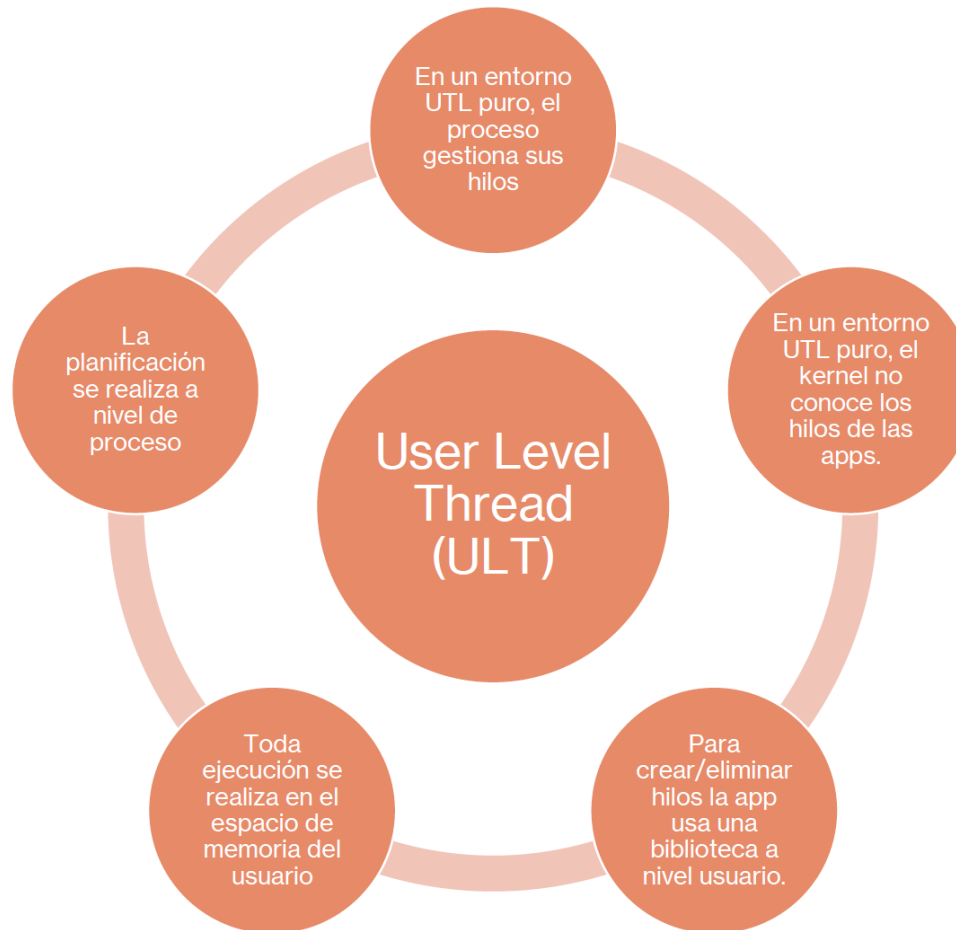 En un entorno
UTL puro, el
proceso
gestiona sus
hilos
En un entorno
UTL puro, el
kernel no
conoce los
hilos de las
apps.
Para
crear/eliminar
hilos la app
usa una
biblioteca a
nivel usuario.
Toda
ejecución se
realiza en el
espacio de
memoria del
usuario
La
planificación
se realiza a
nivel de
proceso
User Level
Thread
(ULT)